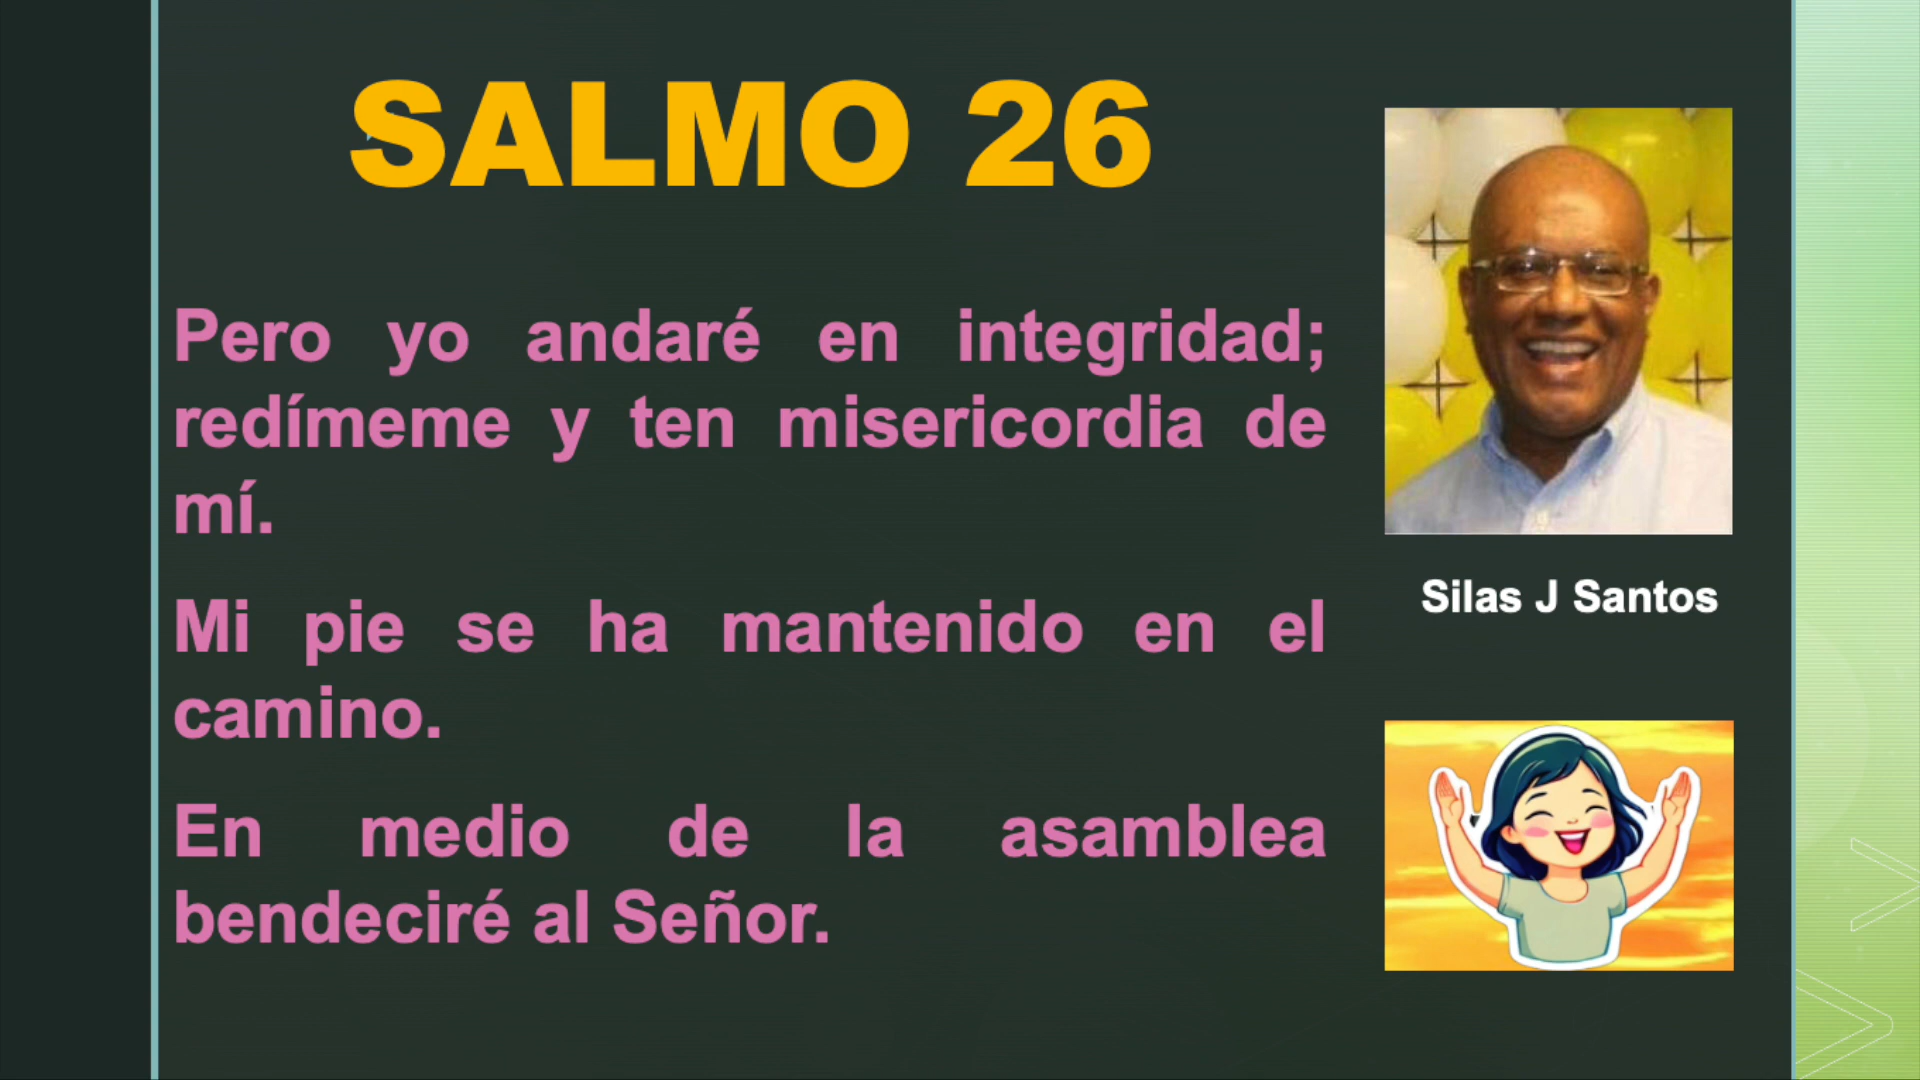 SALMO 26
Pero yo andaré en integridad;
redímeme y ten misericordia de
mí.
Mi pie se ha mantenido en el
camino.
En medio de la asamblea
bendeciré al Señor.
Silas J Santos